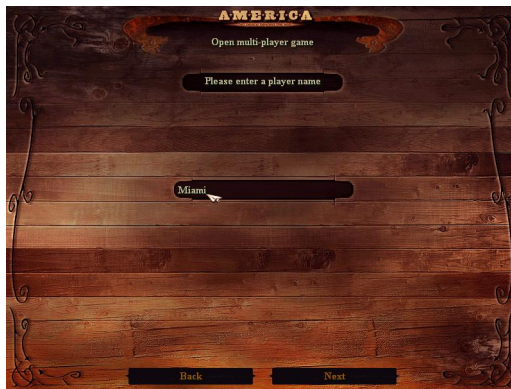 AMERICA
Open multi-player game
Please enter a player name
Miami
Back
Next